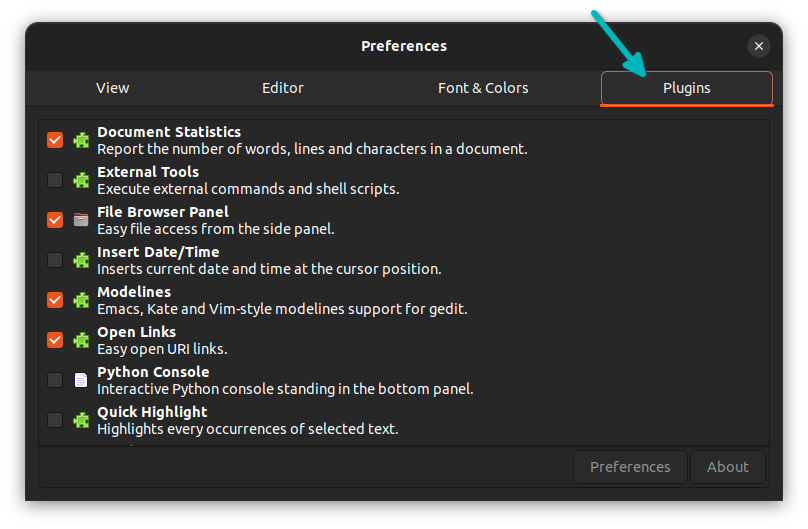 Preferences
View Editor Font & Colors Plugins
Document Statistics
Report the number of words, lines and characters in a document.
External Tools
Execute external commands and shell scripts.
File Browser Panel
Easy file access from the side panel.
Insert Date/Time
Inserts current date and time at the cursor position.
Modelines
Emacs, Kate and Vim-style modelines support for gedit.
Open Links
Easy open URI links.
Python Console
Interactive Python console standing in the bottom panel.
Quick Highlight
Highlights every occurrences of selected text.
Preferences About